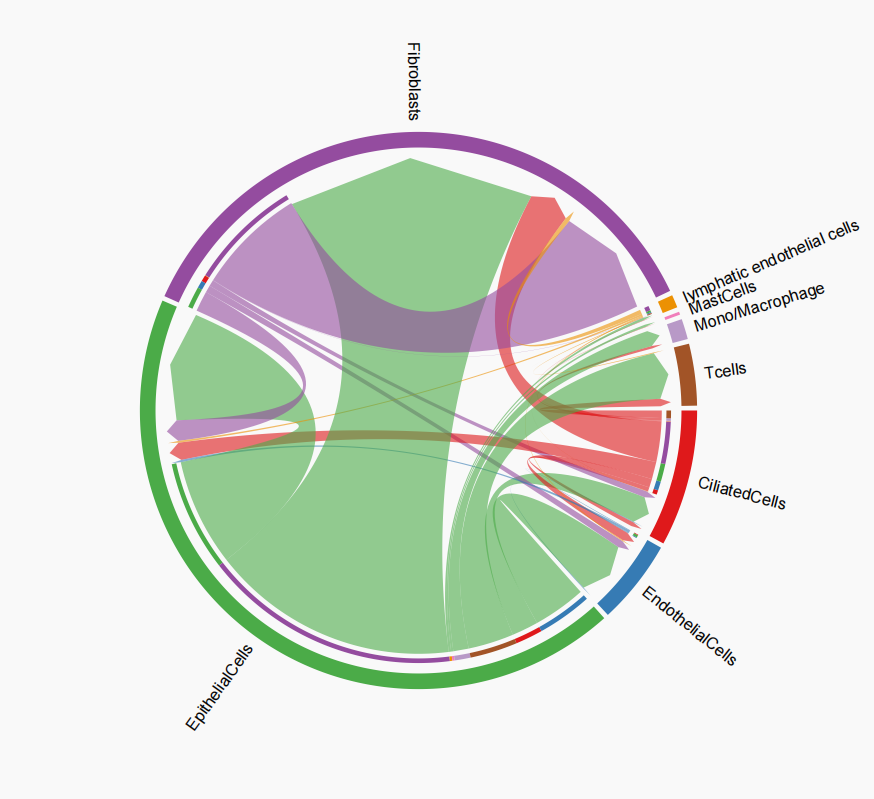 Fibroblasts
lymphatic endothelial cells
MastCells
Mono/Macrophage
Tcells
CiliatedCells
EndothelialCells
EpithelialCells